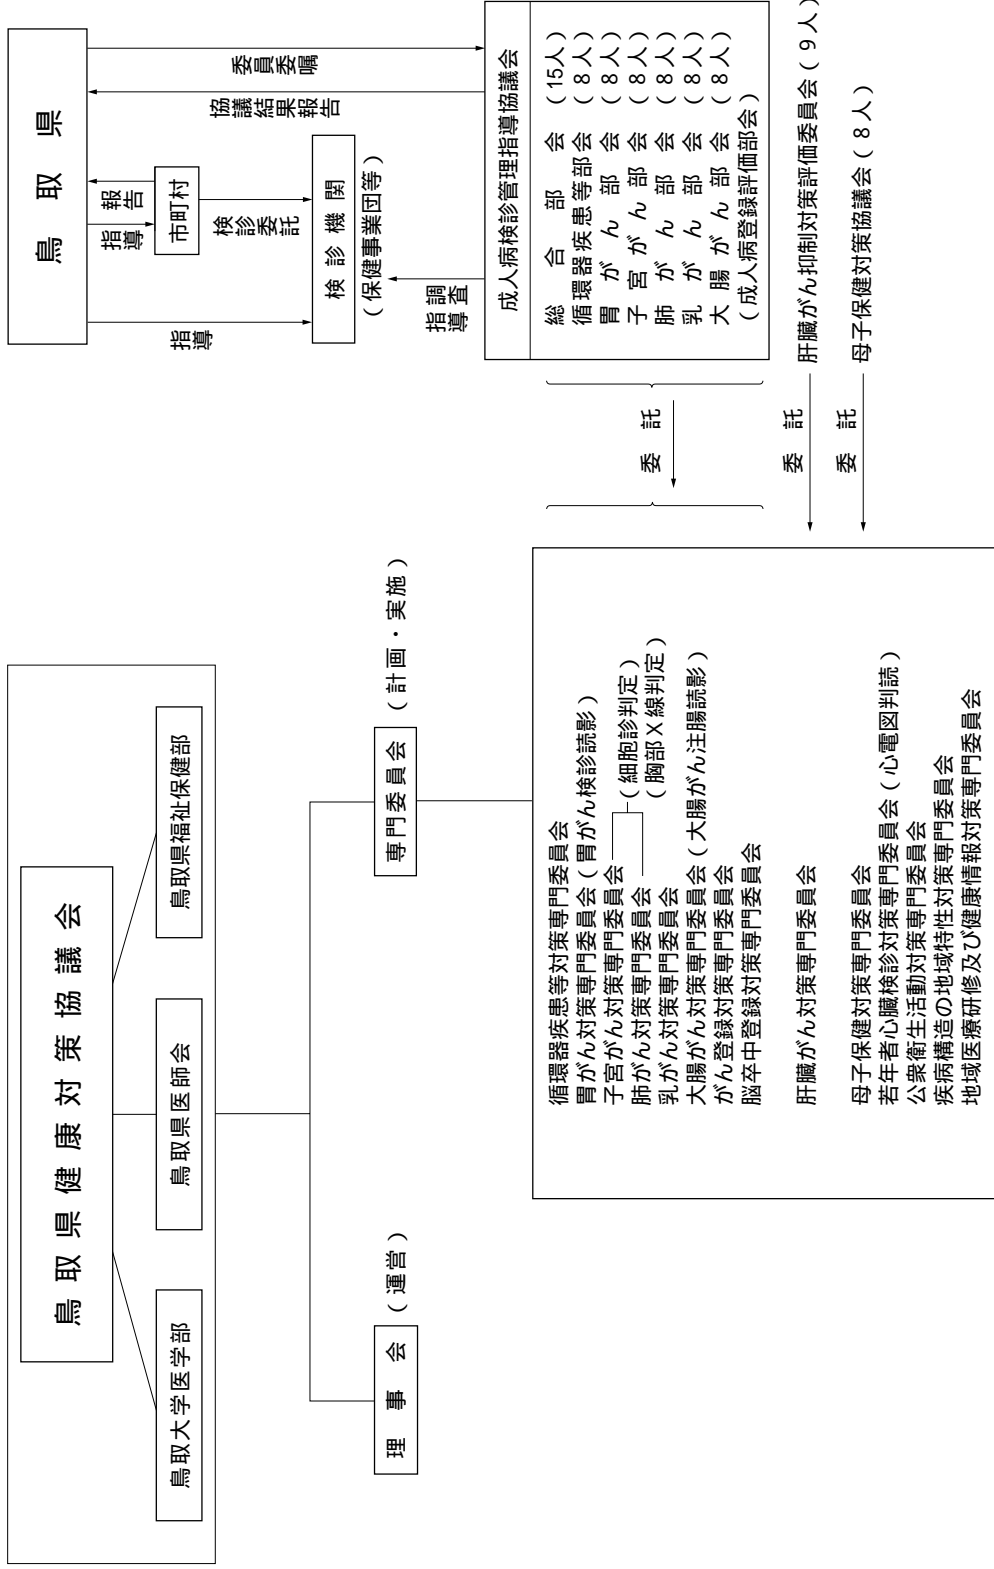 鳥取県健康対策協議会
鳥取大学医学部
鳥取県医師会
鳥取県福祉保健部
理事会
（運営）
専門委員会
（計画・実施）
循環器疾患等対策専門委員会
胃がん対策専門委員会（胃がん検診読影）
子宮がん対策専門委員会
（細胞診判定）
肺がん対策専門委員会
（胸部X線判定）
乳がん対策専門委員会
大腸がん対策専門委員会（大腸がん注腸読影）
がん登録対策専門委員会
脳卒中登録対策専門委員会
肝臓がん対策専門委員会
母子保健対策専門委員会
若年者心臓検診対策専門委員会（心電図判読）
公衆衛生活動対策専門委員会
疾病構造の地域特性対策専門委員会
地域医療研修及び健康情報対策専門委員会
鳥取県
指導
指導
報告
市町村
検診委託
検診機関
（保健事業団等）
協議結果報告
委員委嘱
指導
調査
成人病検診管理指導協議会
総合部会（15人）
循環器疾患等部会（8人）
胃がん部会（8人）
子宮がん部会（8人）
肺がん部会（8人）
乳がん部会（8人）
大腸がん部会（8人）
（成人病登録評価部会）
肝臓がん抑制対策評価委員会（9人）
母子保健対策協議会（8人）
委託
委託
委託